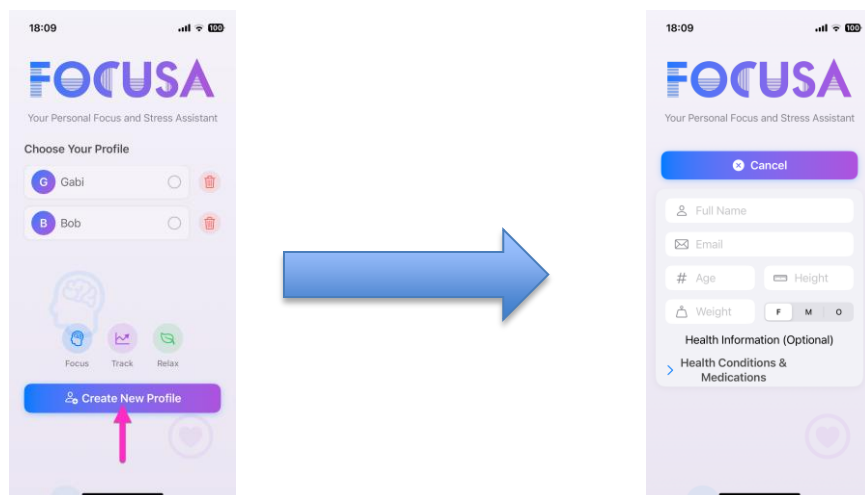 18:09
100
FOCUSA
Your Personal Focus and Stress Assistant
Choose Your Profile
G Gabi
B Bob
Focus Track Relax
Create New Profile
18:09
100
FOCUSA
Your Personal Focus and Stress Assistant
Cancel
Full Name
Email
# Age Height
Weight F M O
Health Information (Optional)
Health Conditions &
Medications